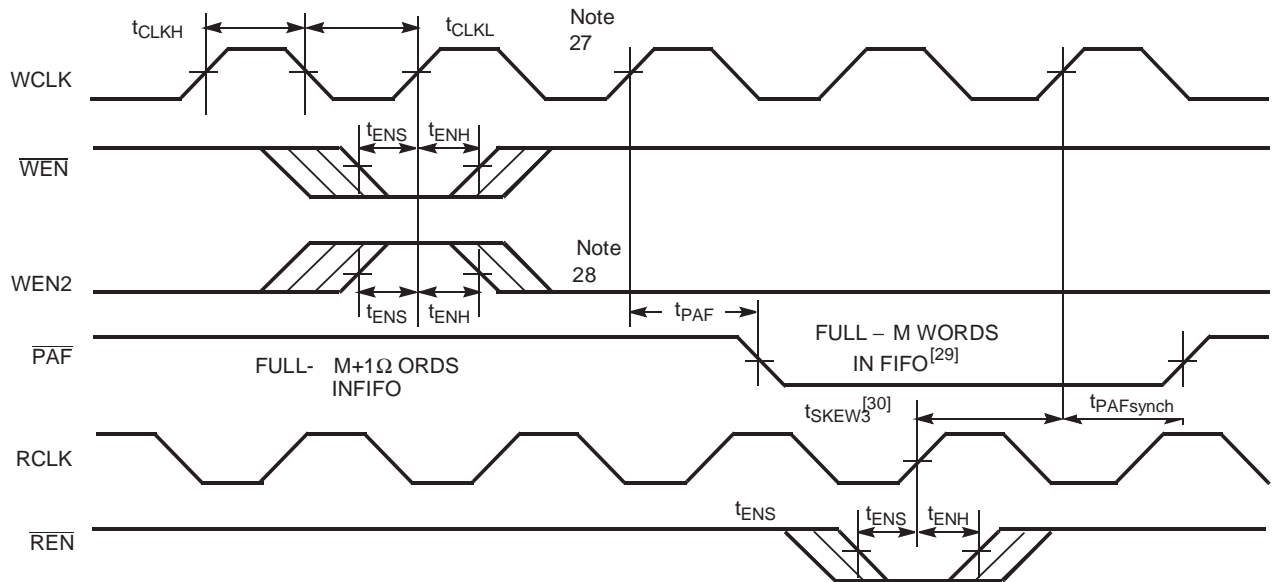 tCLKH
tCLKL
Note
27
WCLK
tENS
tENH
WEN
Note
28
WEN2
tENS
tENH
tPAF
PAF
FULL – M WORDS
IN FIFO[29]
FULL- M+1Ω ORDS
INFIFO
tSKEW3[30]
tPAFsynch
RCLK
tENS
tENS
tENH
REN